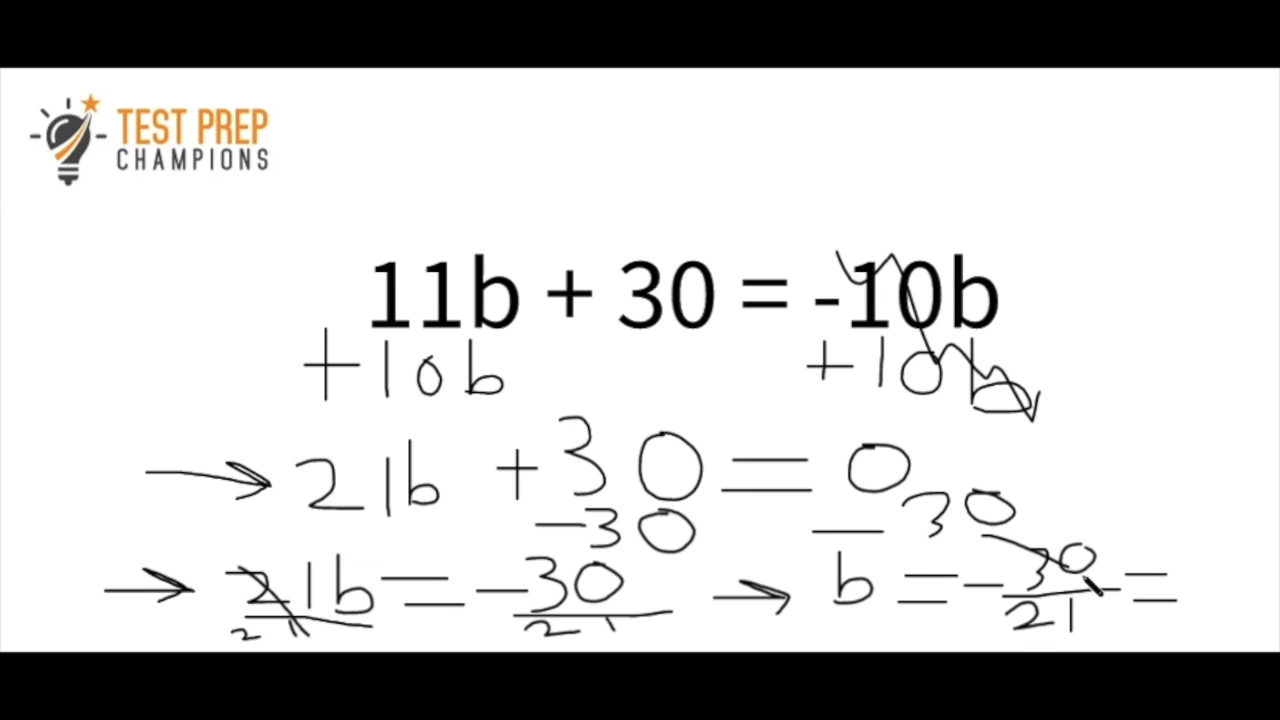 TEST PREP
CHAMPIONS
11b + 30 = -10b
+10b +10b
21b +30 = 0
-30 -30
21b = -30 b = -30 =
21 21 21